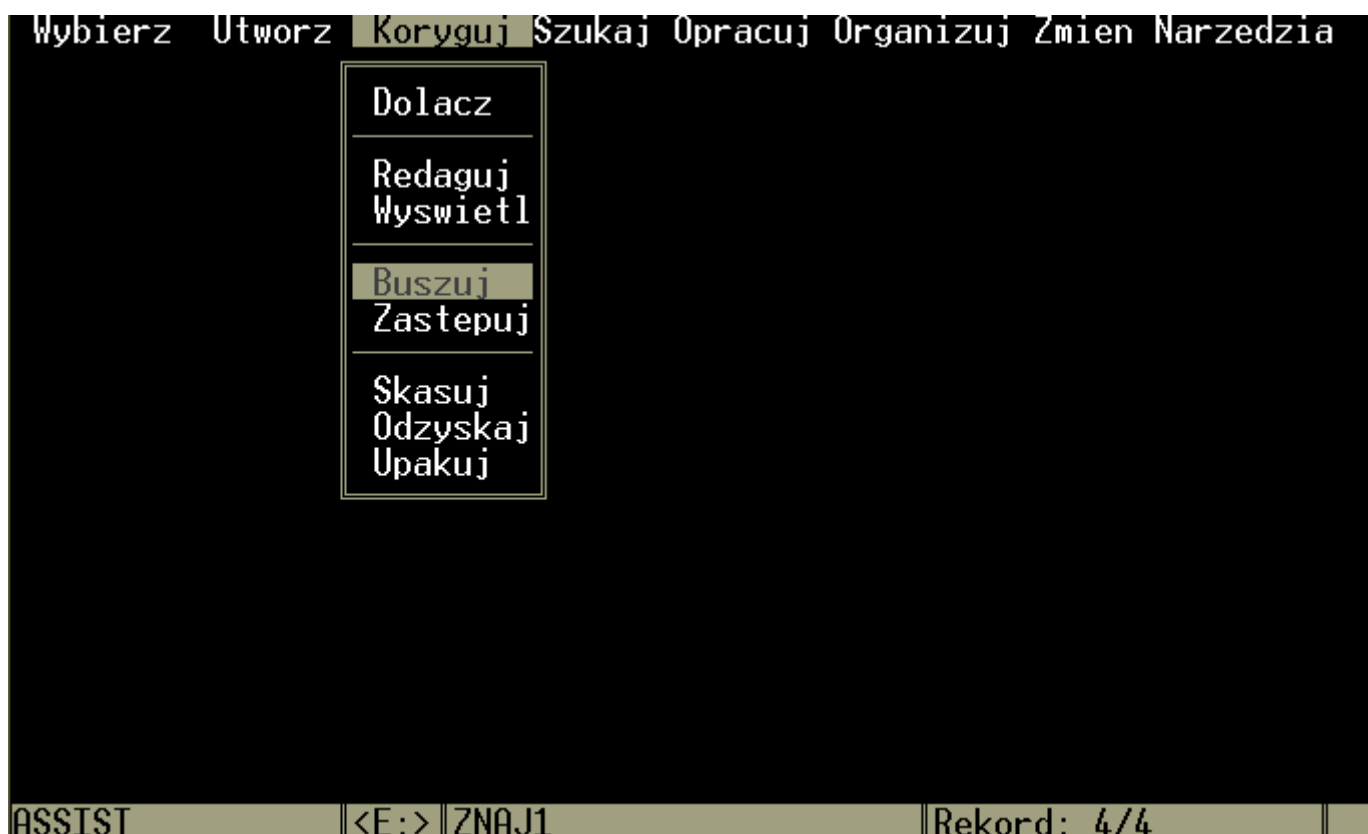 Wybierz Utworz Koryguj Szukaj Opracuj Organizuj Zmien Narzedzia
Dolacz
Redaguj
Wyswietl
Buszuj
Zastepuj
Skasuj
Odzyskaj
Upakuj
ASSIST <E:> ZNAJ1 Rekord: 4/4